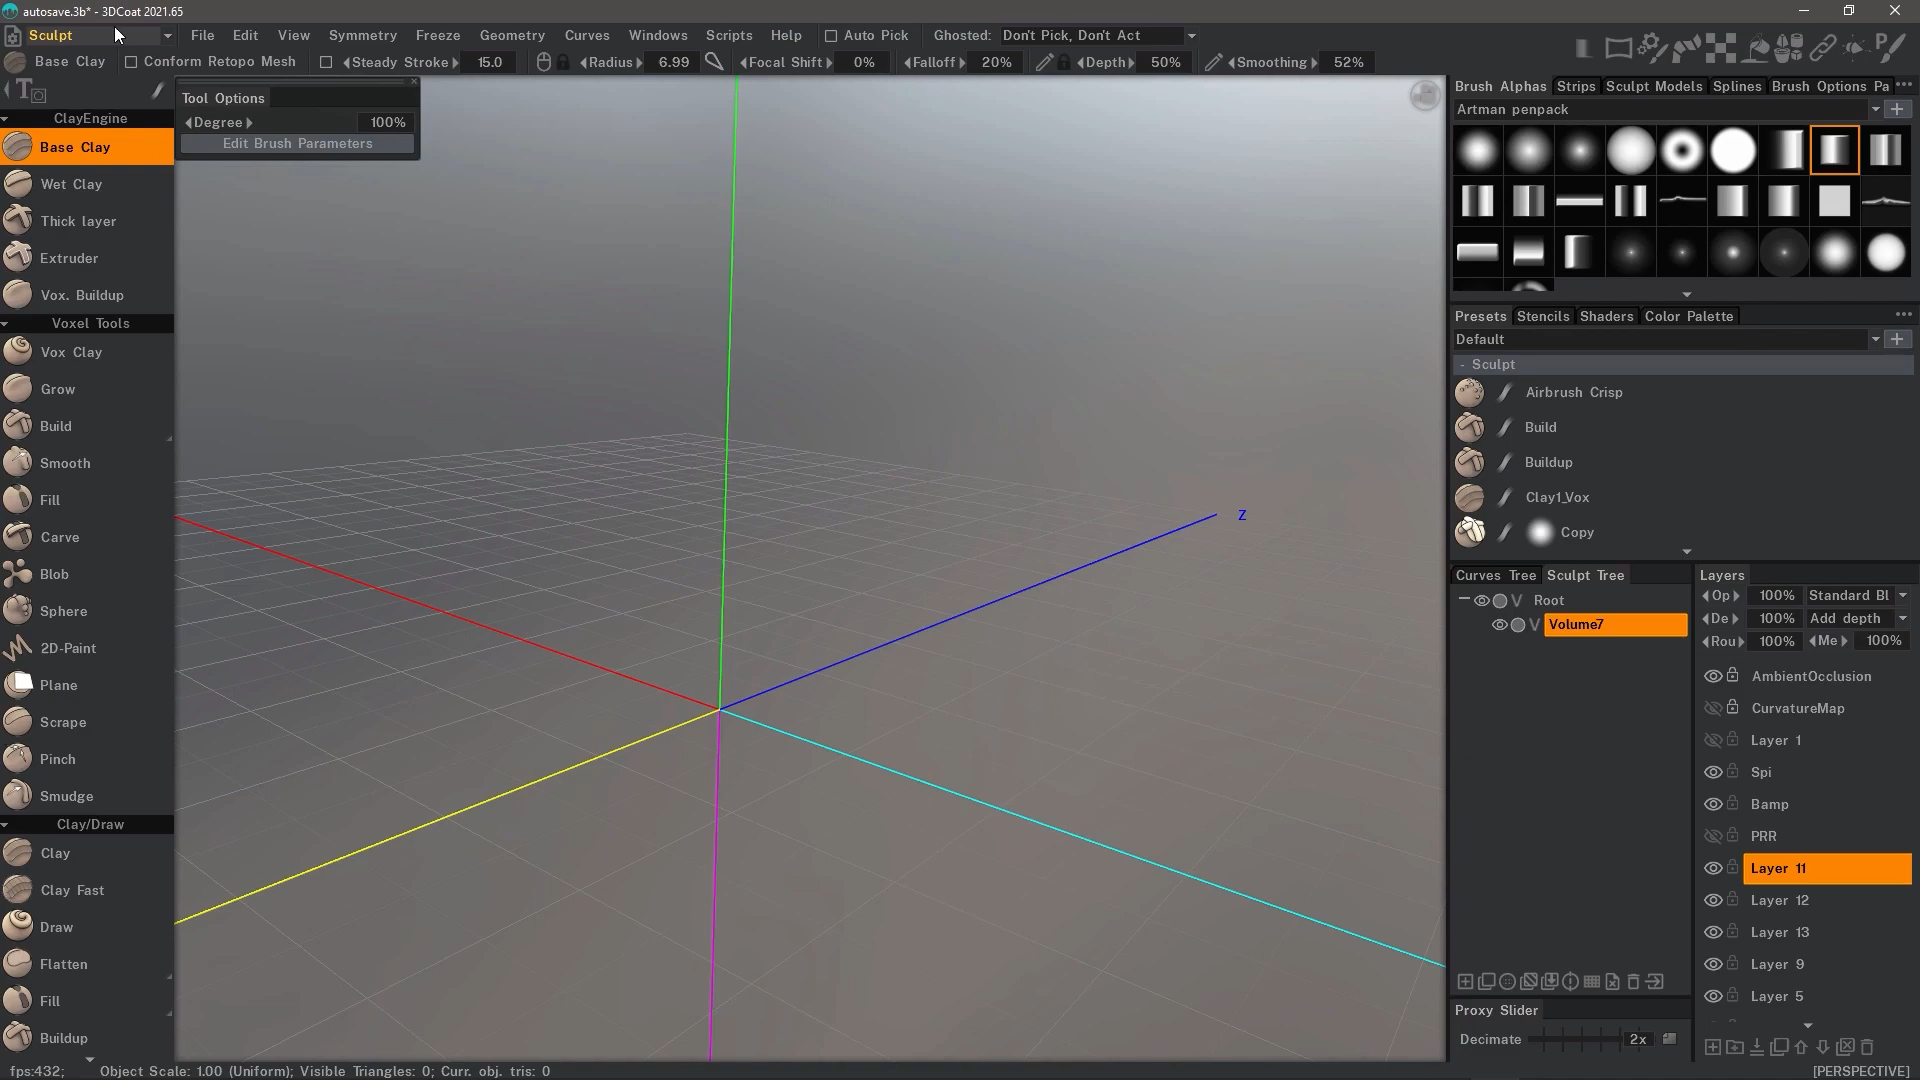 autosave.3b* - 3DCoat 2021.65
Sculpt File Edit View Symmetry Freeze Geometry Curves Windows Scripts Help Auto Pick Ghosted: Don't Pick, Don't Act
Base Clay Conform Retopo Mesh Steady Stroke 15.0 Radius 6.99 Focal Shift 0% Falloff 20% Depth 50% Smoothing 52%
Tool Options
Degree 100%
Edit Brush Parameters
ClayEngine
Base Clay
Wet Clay
Thick layer
Extruder
Vox. Buildup
Voxel Tools
Vox Clay
Grow
Build
Smooth
Fill
Carve
Blob
Sphere
2D-Paint
Plane
Scrape
Pinch
Smudge
Clay/Draw
Clay
Clay Fast
Draw
Flatten
Fill
Buildup
Z
Brush Alphas Strips Sculpt Models Splines Brush Options Pa
Artman penpack
Presets Stencils Shaders Color Palette
Default
- Sculpt
Airbrush Crisp
Build
Buildup
Clay1_Vox
Copy
Curves Tree Sculpt Tree
V Root
V Volume7
Proxy Slider
Decimate 2x
Layers
Op 100% Standard Bl
De 100% Add depth
Rou 100% Me 100%
AmbientOcclusion
CurvatureMap
Layer 1
Spi
Bamp
PRR
Layer 11
Layer 12
Layer 13
Layer 9
Layer 5
fps:432; Object Scale: 1.00 (Uniform); Visible Triangles: 0; Curr. obj. tris: 0 [PERSPECTIVE]